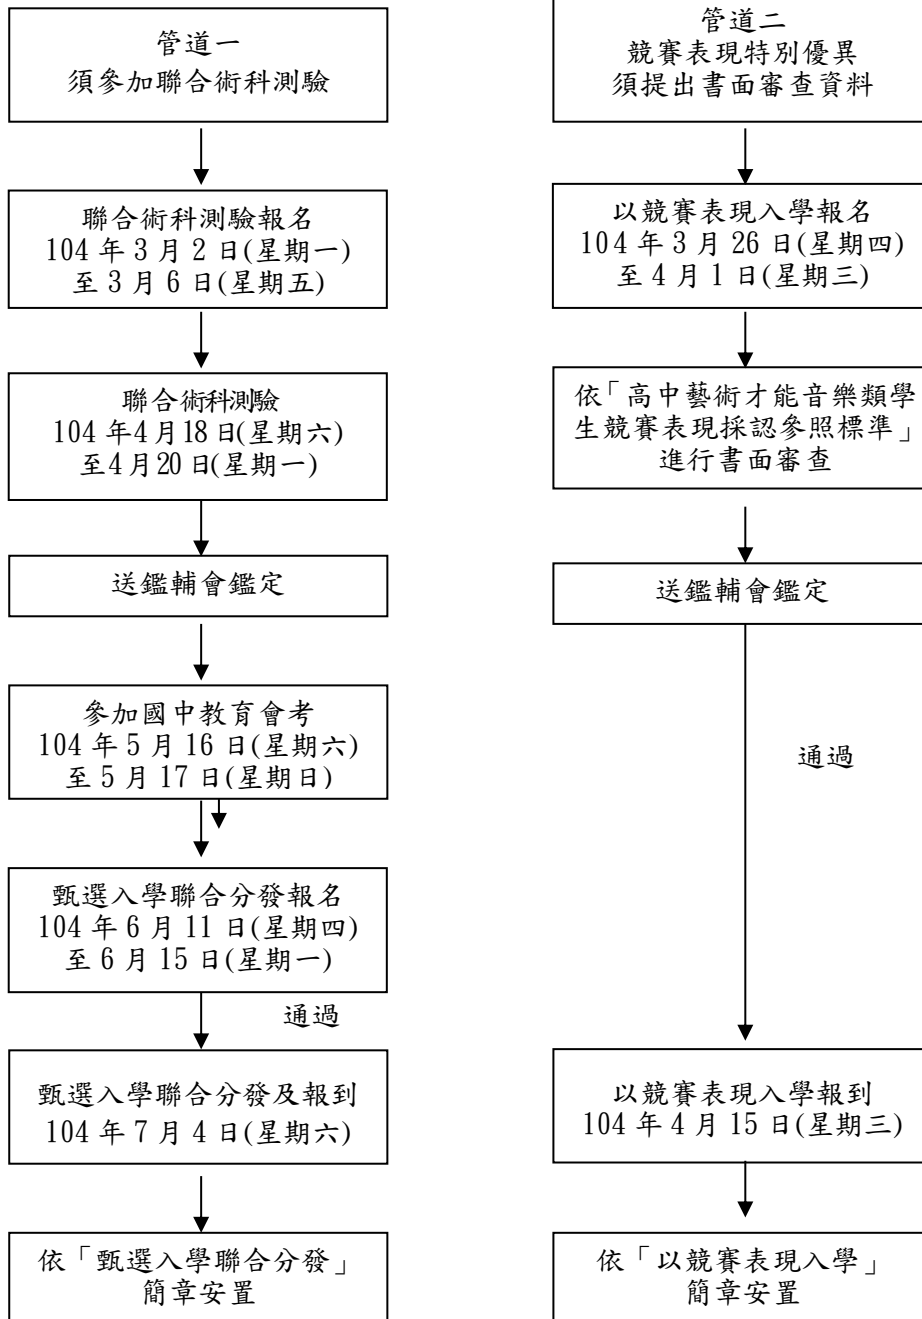 管道一
須參加聯合術科測驗
聯合術科測驗報名
104 年 3 月 2 日(星期一)
至 3 月 6 日(星期五)
聯合術科測驗
104 年4月18日(星期六)
至4月20日(星期一)
送鑑輔會鑑定
參加國中教育會考
104 年 5 月 16 日(星期六)
至 5 月 17 日(星期日)
甄選入學聯合分發報名
104 年 6 月 11 日(星期四)
至 6 月 15 日(星期一)
通過
甄選入學聯合分發及報到
104 年 7 月 4 日(星期六)
依「甄選入學聯合分發」
簡章安置
管道二
競賽表現特別優異
須提出書面審查資料
以競賽表現入學報名
104 年 3 月 26 日(星期四)
至 4 月 1 日(星期三)
依「高中藝術才能音樂類學
生競賽表現採認參照標準」
進行書面審查
送鑑輔會鑑定
通過
以競賽表現入學報到
104 年 4 月 15 日(星期三)
依「以競賽表現入學」
簡章安置